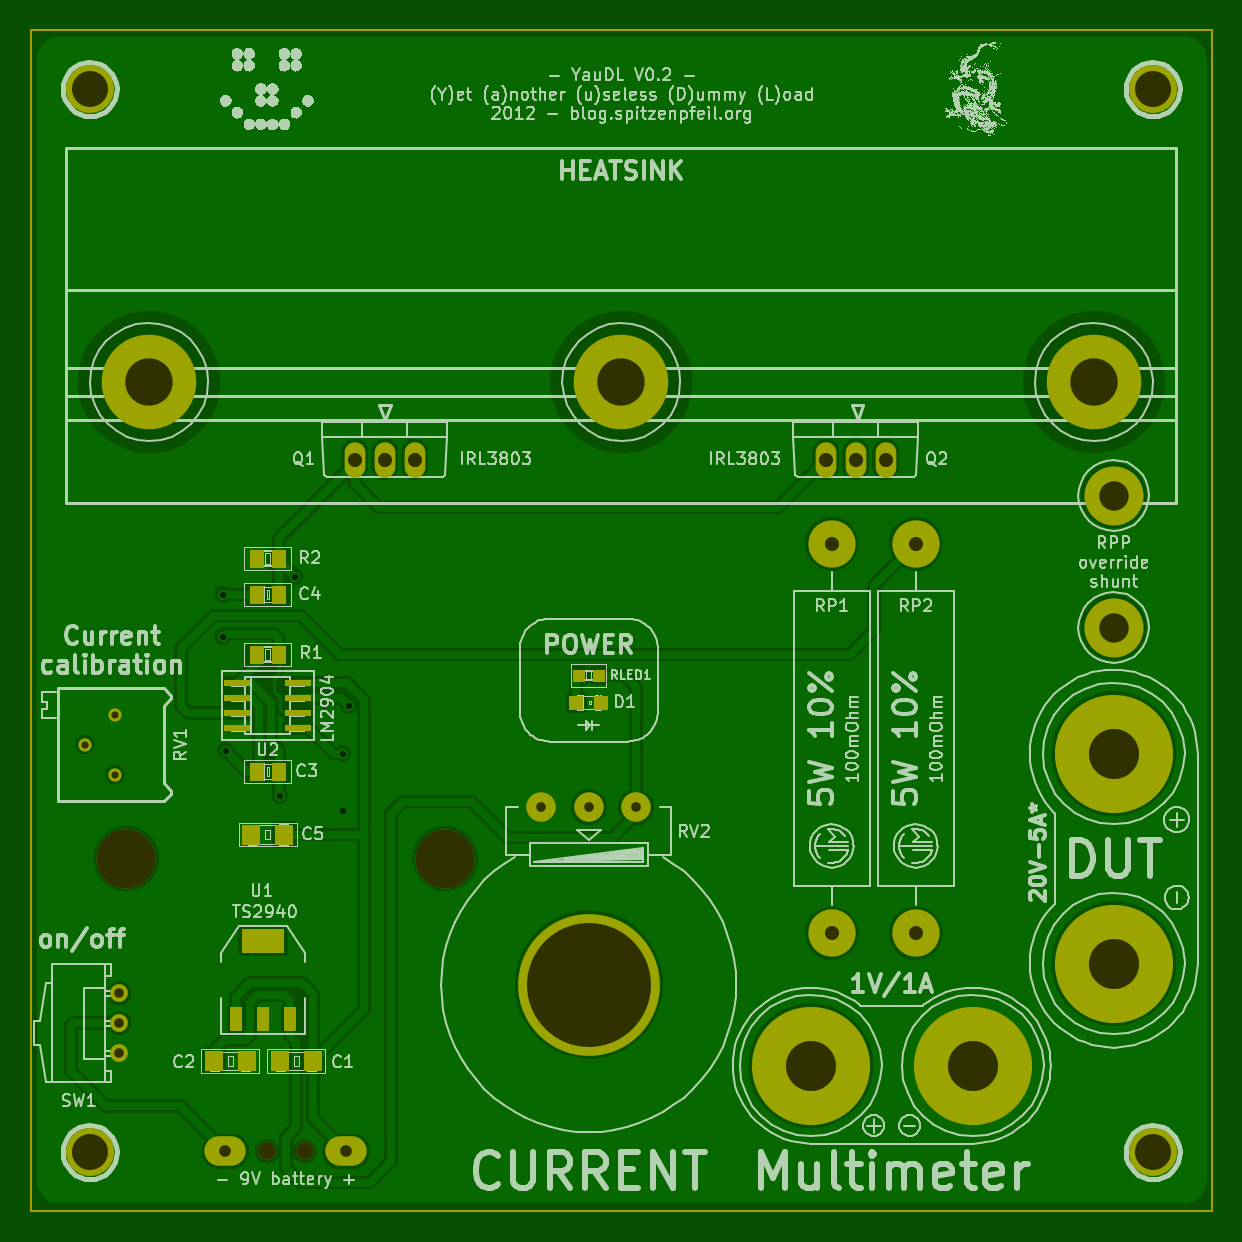 - YauDL V0.2 -
(Y)et (a)nother (u)seless (D)ummy (L)oad
2012 - blog.spitzenpfeil.org
HEATSINK
Q1
IRL3803
IRL3803
Q2
R2
C4
RPP
override
shunt
RP1
RP2
Current
calibration
R1
POWER
RLED1
D1
LM2904
U2
RV1
C3
5W 10%
100mOhm
5W 10%
100mOhm
C5
RV2
20V-5A*
DUT
+
-
U1
TS2940
on/off
1V/1A
C2
C1
SW1
+
-
- 9V battery +
CURRENT
Multimeter